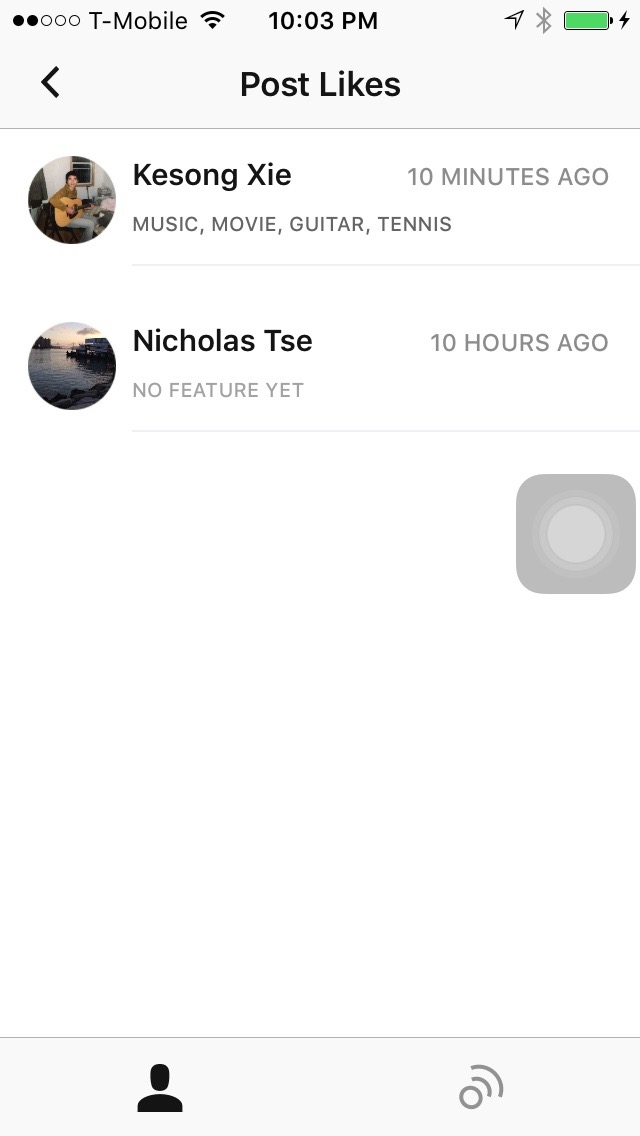 T-Mobile 10:03 PM
Post Likes
Kesong Xie 10 MINUTES AGO
MUSIC, MOVIE, GUITAR, TENNIS
Nicholas Tse 10 HOURS AGO
NO FEATURE YET